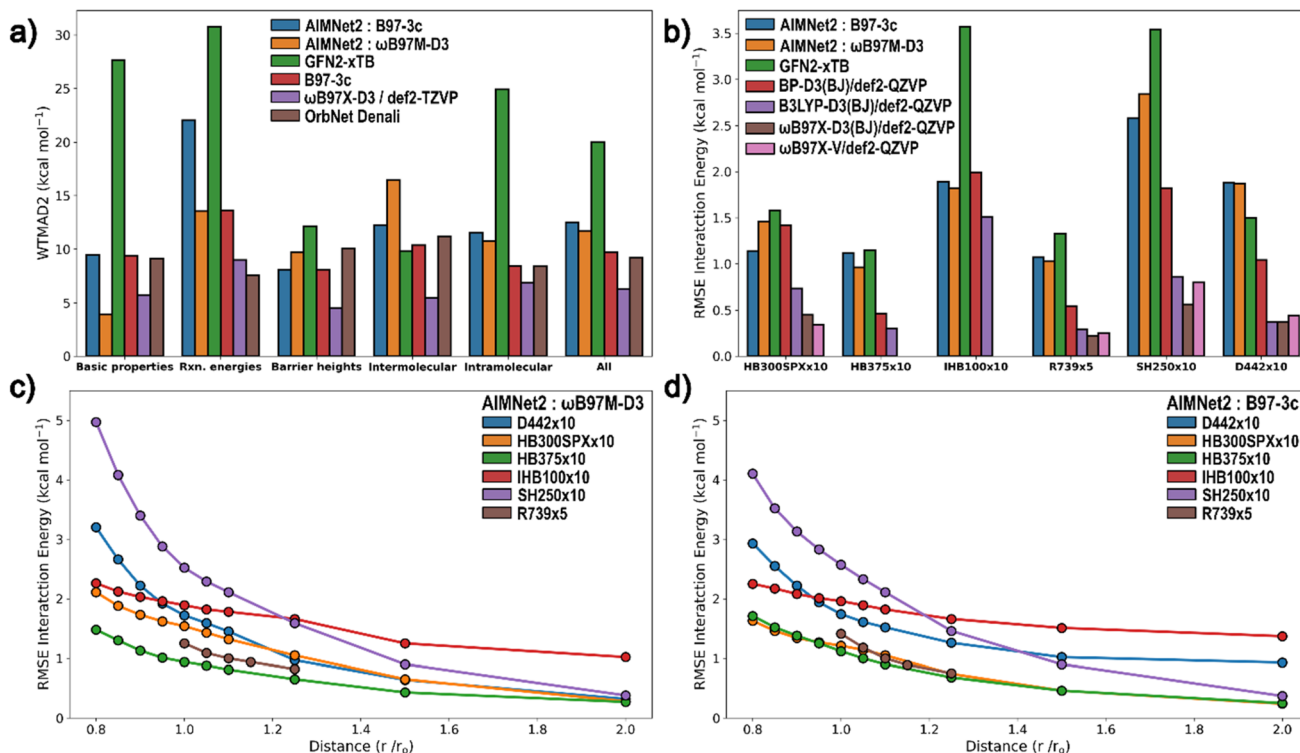 a)
WTMAD2 (kcal mol⁻¹)
30
25
20
15
10
5
0
AIMNet2 : B97-3c
AIMNet2 : ωB97M-D3
GFN2-xTB
B97-3c
ωB97X-D3 / def2-TZVP
OrbNet Denali
Basic properties Rxn. energies Barrier heights Intermolecular Intramolecular All
b)
RMSE Interatction Energy (kcal mol⁻¹)
3.5
3.0
2.5
2.0
1.5
1.0
0.5
0.0
AIMNet2 : B97-3c
AIMNet2 : ωB97M-D3
GFN2-xTB
BP-D3(BJ)/def2-QZVP
B3LYP-D3(BJ)/def2-QZVP
ωB97X-D3(BJ)/def2-QZVP
ωB97X-V/def2-QZVP
HB300SPXx10 HB375x10 IHB100x10 R739x5 SH250x10 D442x10
c)
RMSE Interatction Energy (kcal mol⁻¹)
5
4
3
2
1
0
AIMNet2 : ωB97M-D3
D442x10
HB300SPXx10
HB375x10
IHB100x10
SH250x10
R739x5
0.8 1.0 1.2 1.4 1.6 1.8 2.0
Distance (r /r₀)
d)
RMSE Interatction Energy (kcal mol⁻¹)
5
4
3
2
1
0
AIMNet2 : B97-3c
D442x10
HB300SPXx10
HB375x10
IHB100x10
SH250x10
R739x5
0.8 1.0 1.2 1.4 1.6 1.8 2.0
Distance (r /r₀)